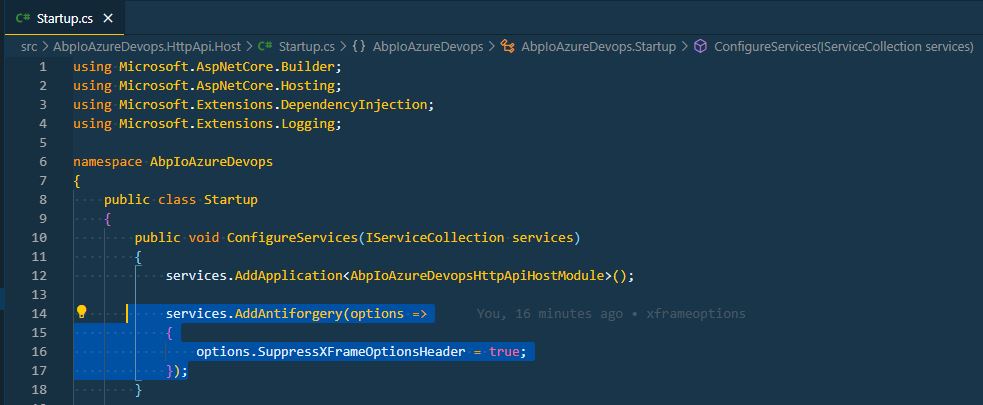 C# Startup.cs ×
src > AbpIoAzureDevops.HttpApi.Host > C# Startup.cs > {} AbpIoAzureDevops > AbpIoAzureDevops.Startup > ConfigureServices(IServiceCollection services)
1 using Microsoft.AspNetCore.Builder;
2 using Microsoft.AspNetCore.Hosting;
3 using Microsoft.Extensions.DependencyInjection;
4 using Microsoft.Extensions.Logging;
5
6 namespace AbpIoAzureDevops
7 {
8     public class Startup
9     {
10         public void ConfigureServices(IServiceCollection services)
11         {
12             services.AddApplication<AbpIoAzureDevopsHttpApiHostModule>();
13
14             services.AddAntiforgery(options => You, 16 minutes ago • xframeoptions
15             {
16                 options.SuppressXFrameOptionsHeader = true;
17             });
18         }